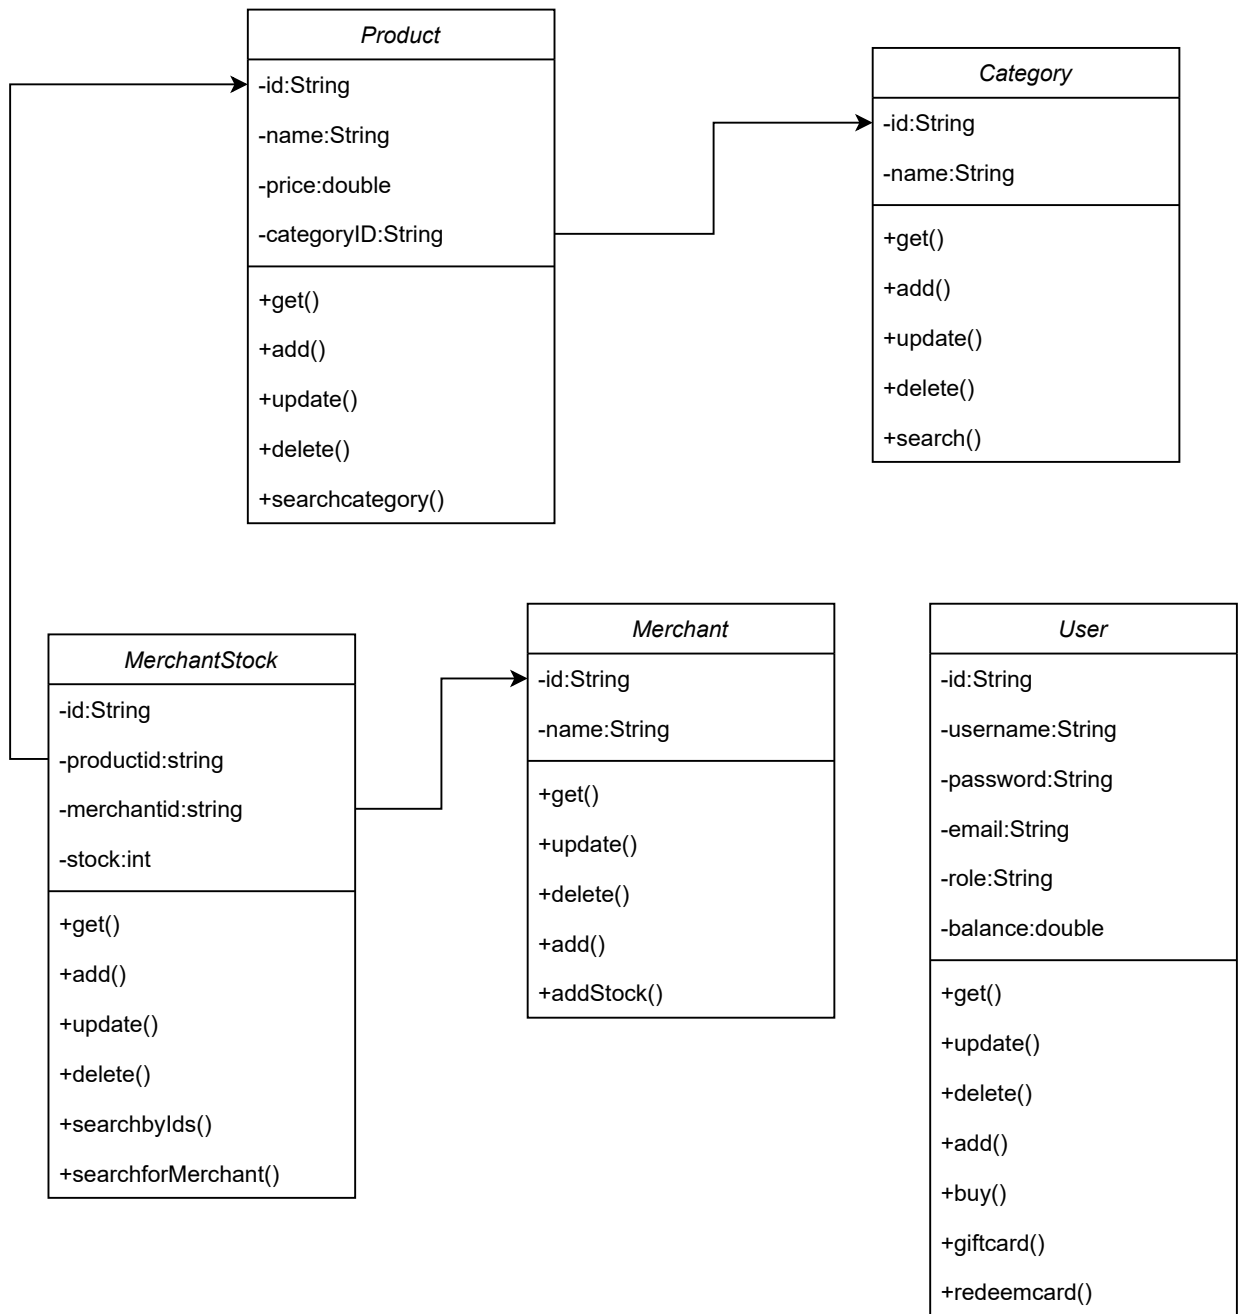 Product
-id:String
-name:String
-price:double
-categoryID:String
+get()
+add()
+update()
+delete()
+searchcategory()
Category
-id:String
-name:String
+get()
+add()
+update()
+delete()
+search()
MerchantStock
-id:String
-productid:string
-merchantid:string
-stock:int
+get()
+add()
+update()
+delete()
+searchbyIds()
+searchforMerchant()
Merchant
-id:String
-name:String
+get()
+update()
+delete()
+add()
+addStock()
User
-id:String
-username:String
-password:String
-email:String
-role:String
-balance:double
+get()
+update()
+delete()
+add()
+buy()
+giftcard()
+redeemcard()